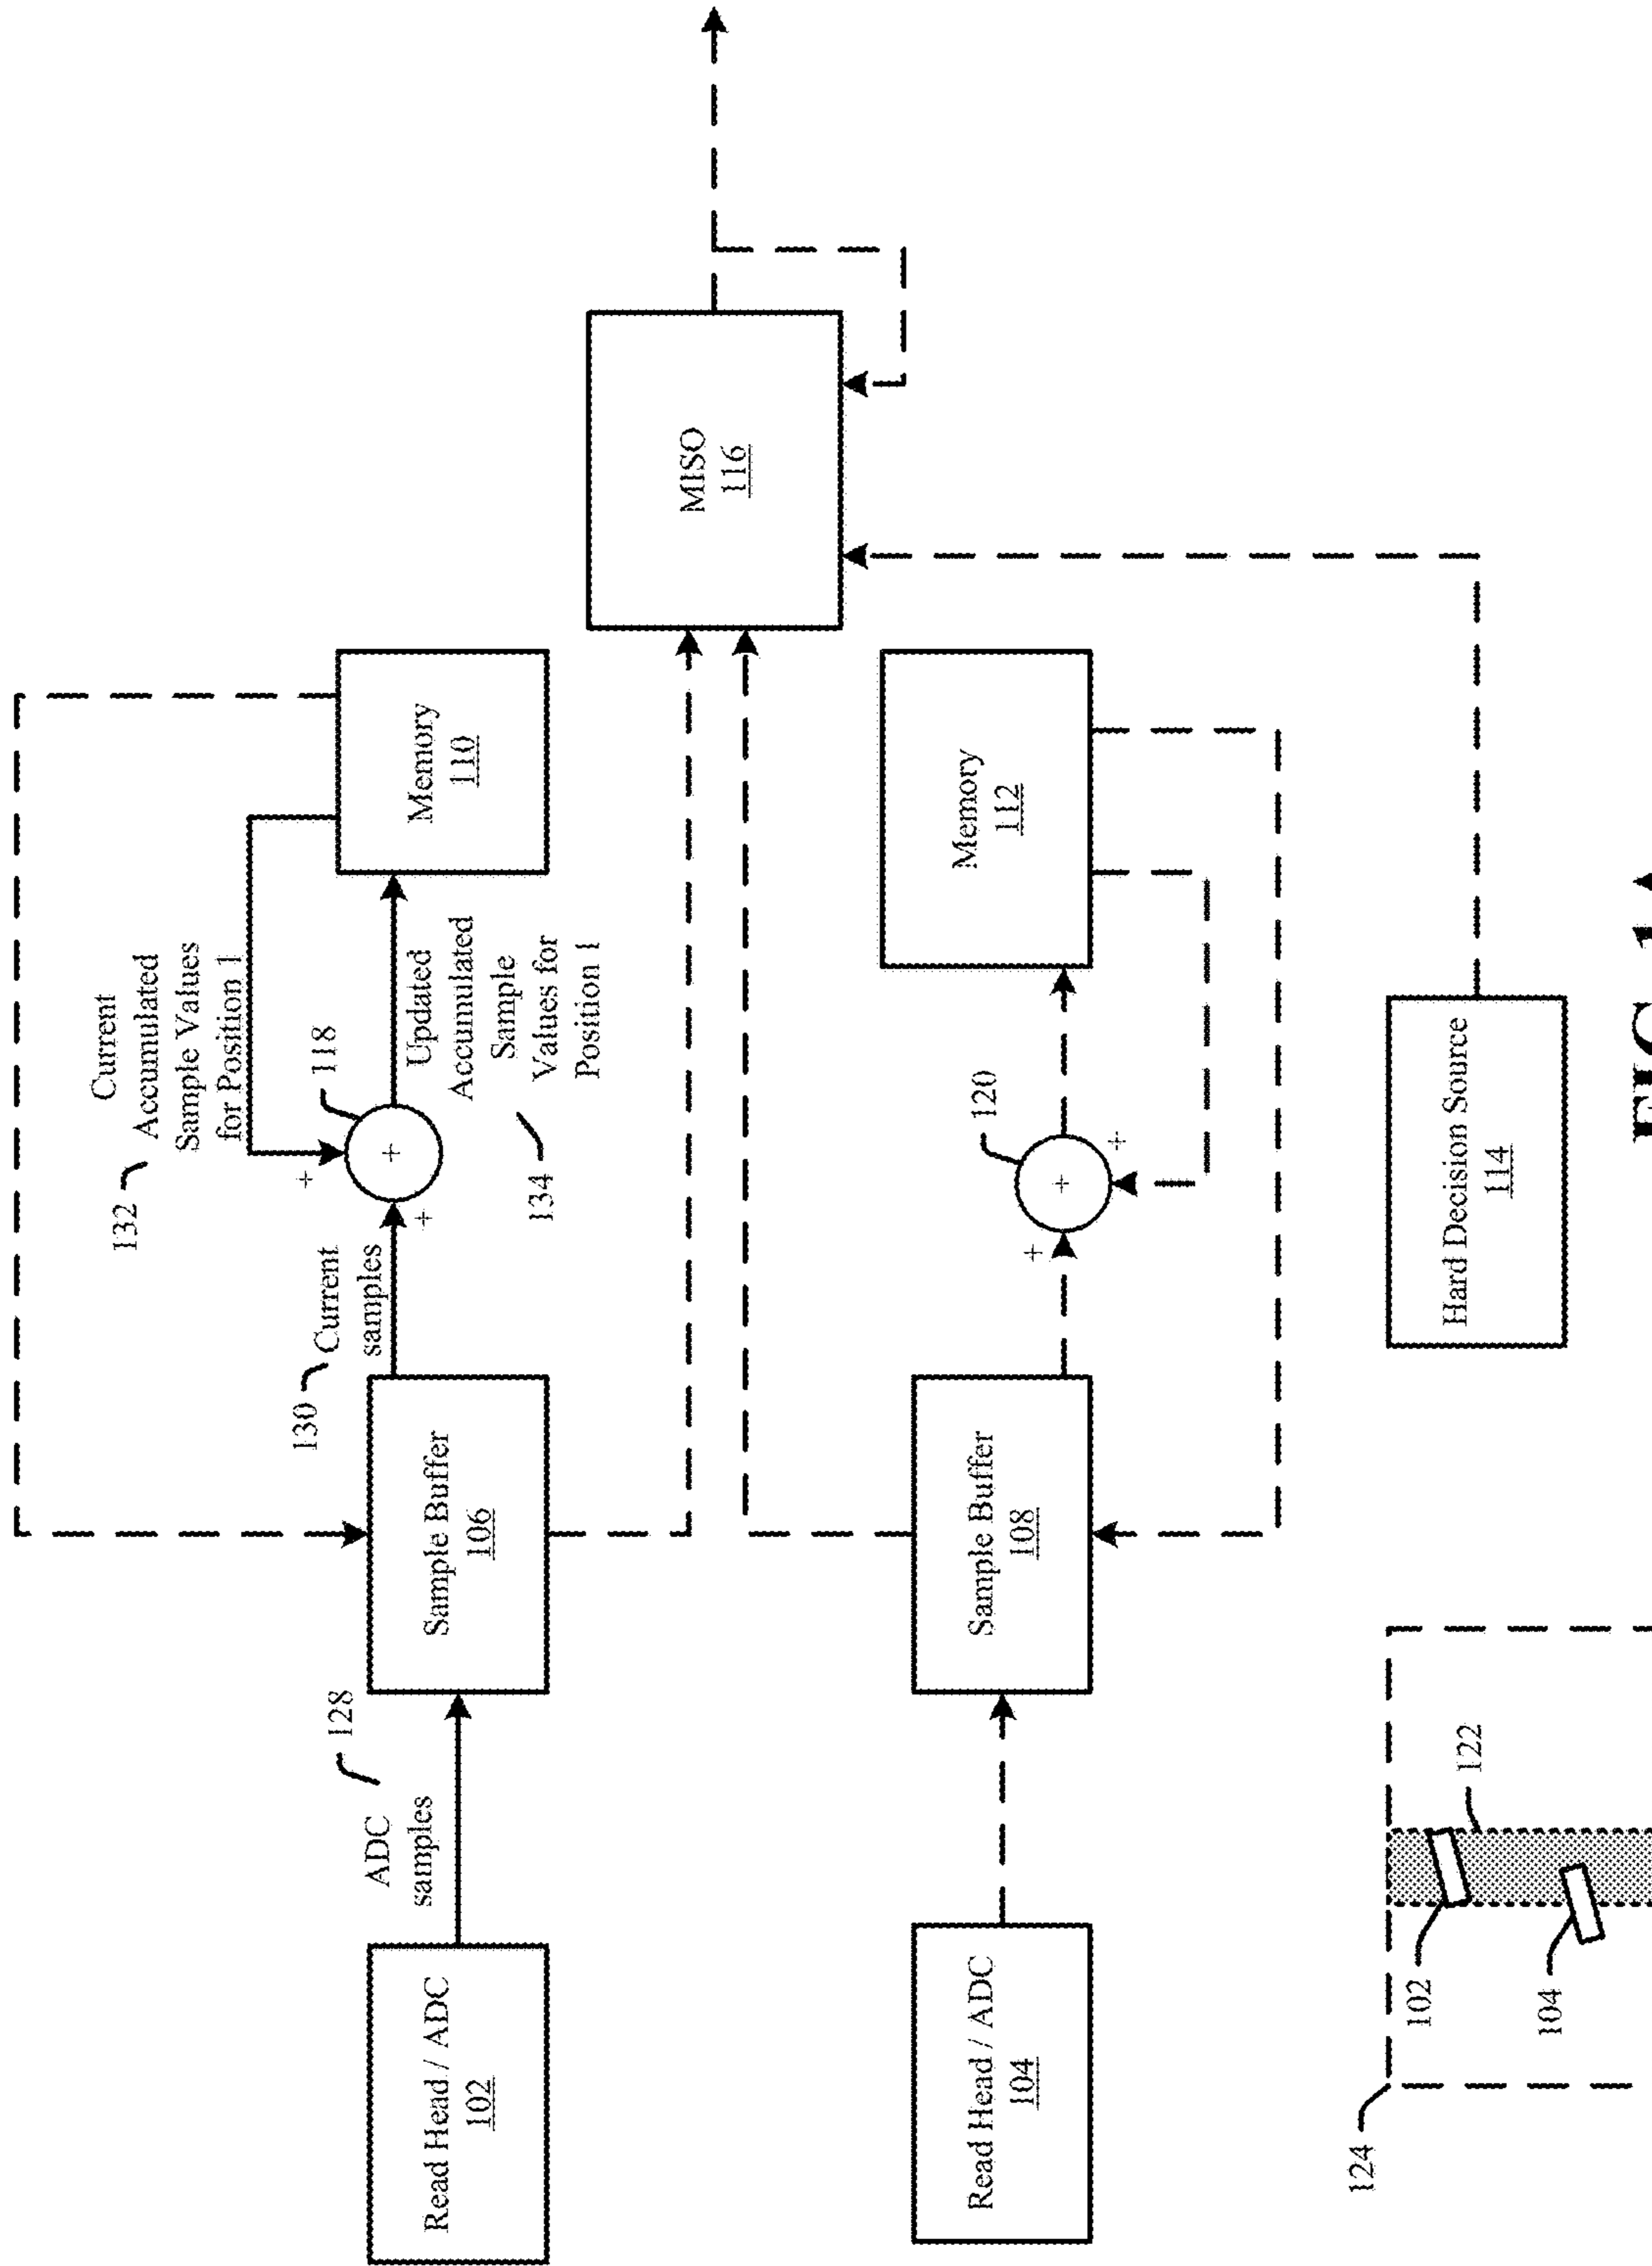 132
Current
Accumulated
Sample Values
for Position 1
128
ADC
samples
130
Current
samples
+
+
+
118
Read Head / ADC
102
Sample Buffer
106
Memory
110
Updated
Accumulated
Sample
Values for
Position 1
134
MISO
116
Read Head / ADC
104
Sample Buffer
108
+
+
+
120
Memory
112
Hard Decision Source
114
124
102
104
122